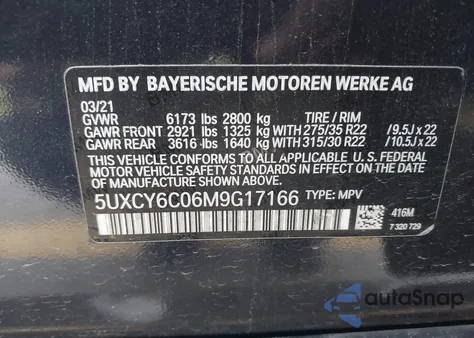 MFD BY BAYERISCHE MOTOREN WERKE AG
03/21
GVWR 6173 lbs 2800 kg TIRE / RIM
GAWR FRONT 2921 lbs 1325 kg WITH 275/35 R22 / 9.5J x 22
GAWR REAR 3616 lbs 1640 kg WITH 315/30 R22 / 10.5J x 22
THIS VEHICLE CONFORMS TO ALL APPLICABLE U. S. FEDERAL
MOTOR VEHICLE SAFETY STANDARDS IN EFFECT ON THE DATE
OF MANUFACTURE SHOWN ABOVE.
5UXCY6C06M9G17166 TYPE: MPV
416M
7 320 729
autoSnap